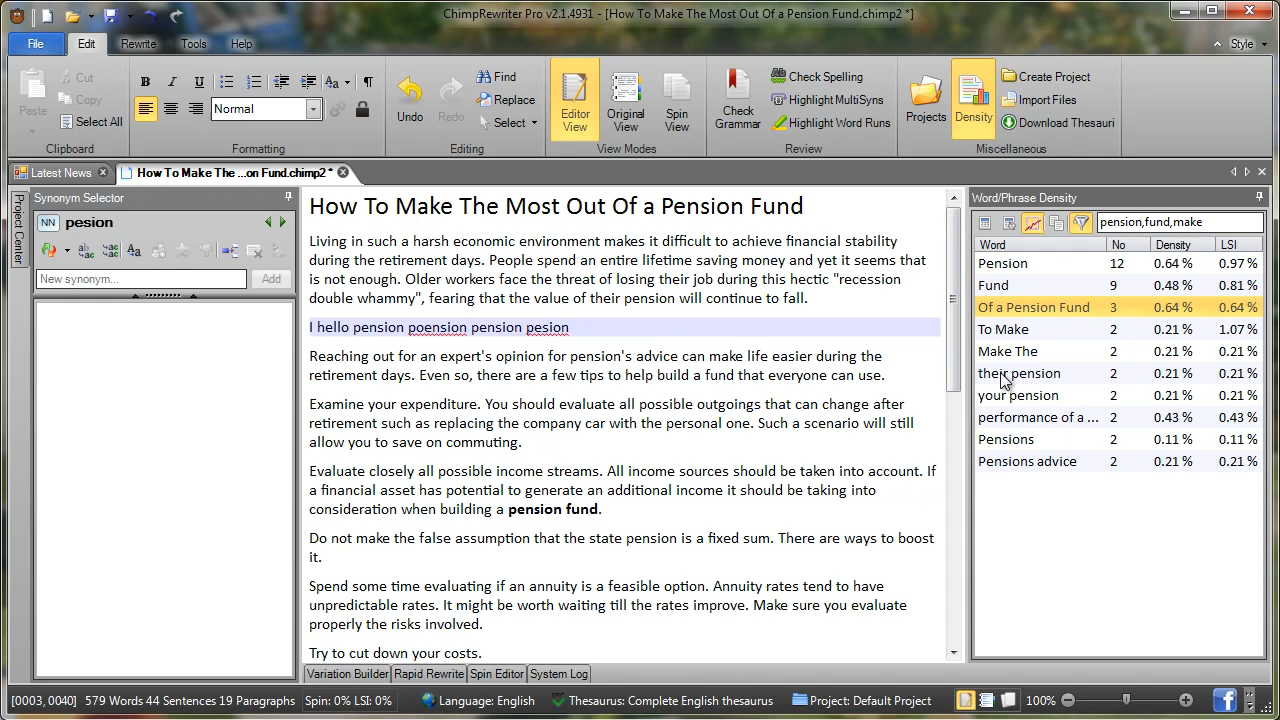 ChimpRewriter Pro v2.1.4931 - [How To Make The Most Out Of a Pension Fund.chimp2 *]
File Edit Rewrite Tools Help Style
Paste Cut Copy Select All
Clipboard
Normal
Formatting
Undo Redo Find Replace Select
Editing
Editor View Original View Spin View
View Modes
Check Grammar Check Spelling Highlight MultiSyns Highlight Word Runs
Review
Projects Density Create Project Import Files Download Thesauri
Miscellaneous
Latest News How To Make The ...on Fund.chimp2 *
Project Center
Synonym Selector
NN pesion
New synonym... Add
How To Make The Most Out Of a Pension Fund
Living in such a harsh economic environment makes it difficult to achieve financial stability
during the retirement days. People spend an entire lifetime saving money and yet it seems that
is not enough. Older workers face the threat of losing their job during this hectic "recession
double whammy", fearing that the value of their pension will continue to fall.
I hello pension poension pension pesion
Reaching out for an expert's opinion for pension's advice can make life easier during the
retirement days. Even so, there are a few tips to help build a fund that everyone can use.
Examine your expenditure. You should evaluate all possible outgoings that can change after
retirement such as replacing the company car with the personal one. Such a scenario will still
allow you to save on commuting.
Evaluate closely all possible income streams. All income sources should be taken into account. If
a financial asset has potential to generate an additional income it should be taking into
consideration when building a pension fund.
Do not make the false assumption that the state pension is a fixed sum. There are ways to boost
it.
Spend some time evaluating if an annuity is a feasible option. Annuity rates tend to have
unpredictable rates. It might be worth waiting till the rates improve. Make sure you evaluate
properly the risks involved.
Try to cut down your costs.
Variation Builder Rapid Rewrite Spin Editor System Log
Word/Phrase Density
pension,fund,make
Word No Density LSI
Pension 12 0.64 % 0.97 %
Fund 9 0.48 % 0.81 %
Of a Pension Fund 3 0.64 % 0.64 %
To Make 2 0.21 % 1.07 %
Make The 2 0.21 % 0.21 %
their pension 2 0.21 % 0.21 %
your pension 2 0.21 % 0.21 %
performance of a ... 2 0.43 % 0.43 %
Pensions 2 0.11 % 0.11 %
Pensions advice 2 0.21 % 0.21 %
[0003, 0040] 579 Words 44 Sentences 19 Paragraphs Spin: 0% LSI: 0% Language: English Thesaurus: Complete English thesaurus Project: Default Project 100%